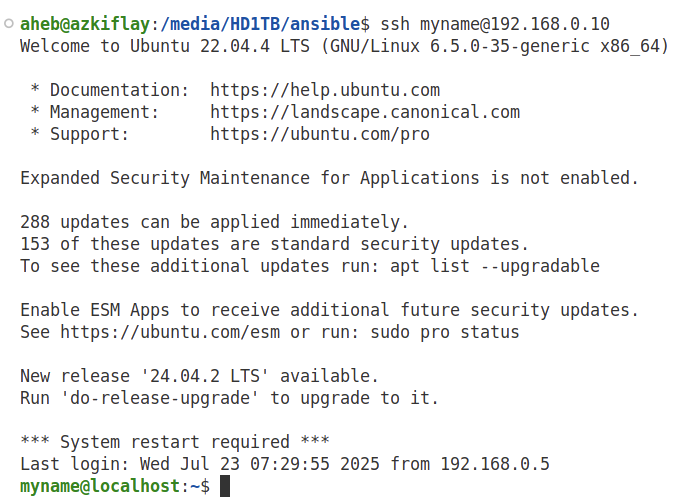 aheb@azkiflay:/media/HD1TB/ansible$ ssh myname@192.168.0.10
Welcome to Ubuntu 22.04.4 LTS (GNU/Linux 6.5.0-35-generic x86_64)
* Documentation:  https://help.ubuntu.com
* Management:     https://landscape.canonical.com
* Support:        https://ubuntu.com/pro
Expanded Security Maintenance for Applications is not enabled.
288 updates can be applied immediately.
153 of these updates are standard security updates.
To see these additional updates run: apt list --upgradable
Enable ESM Apps to receive additional future security updates.
See https://ubuntu.com/esm or run: sudo pro status
New release '24.04.2 LTS' available.
Run 'do-release-upgrade' to upgrade to it.
*** System restart required ***
Last login: Wed Jul 23 07:29:55 2025 from 192.168.0.5
myname@localhost:~$